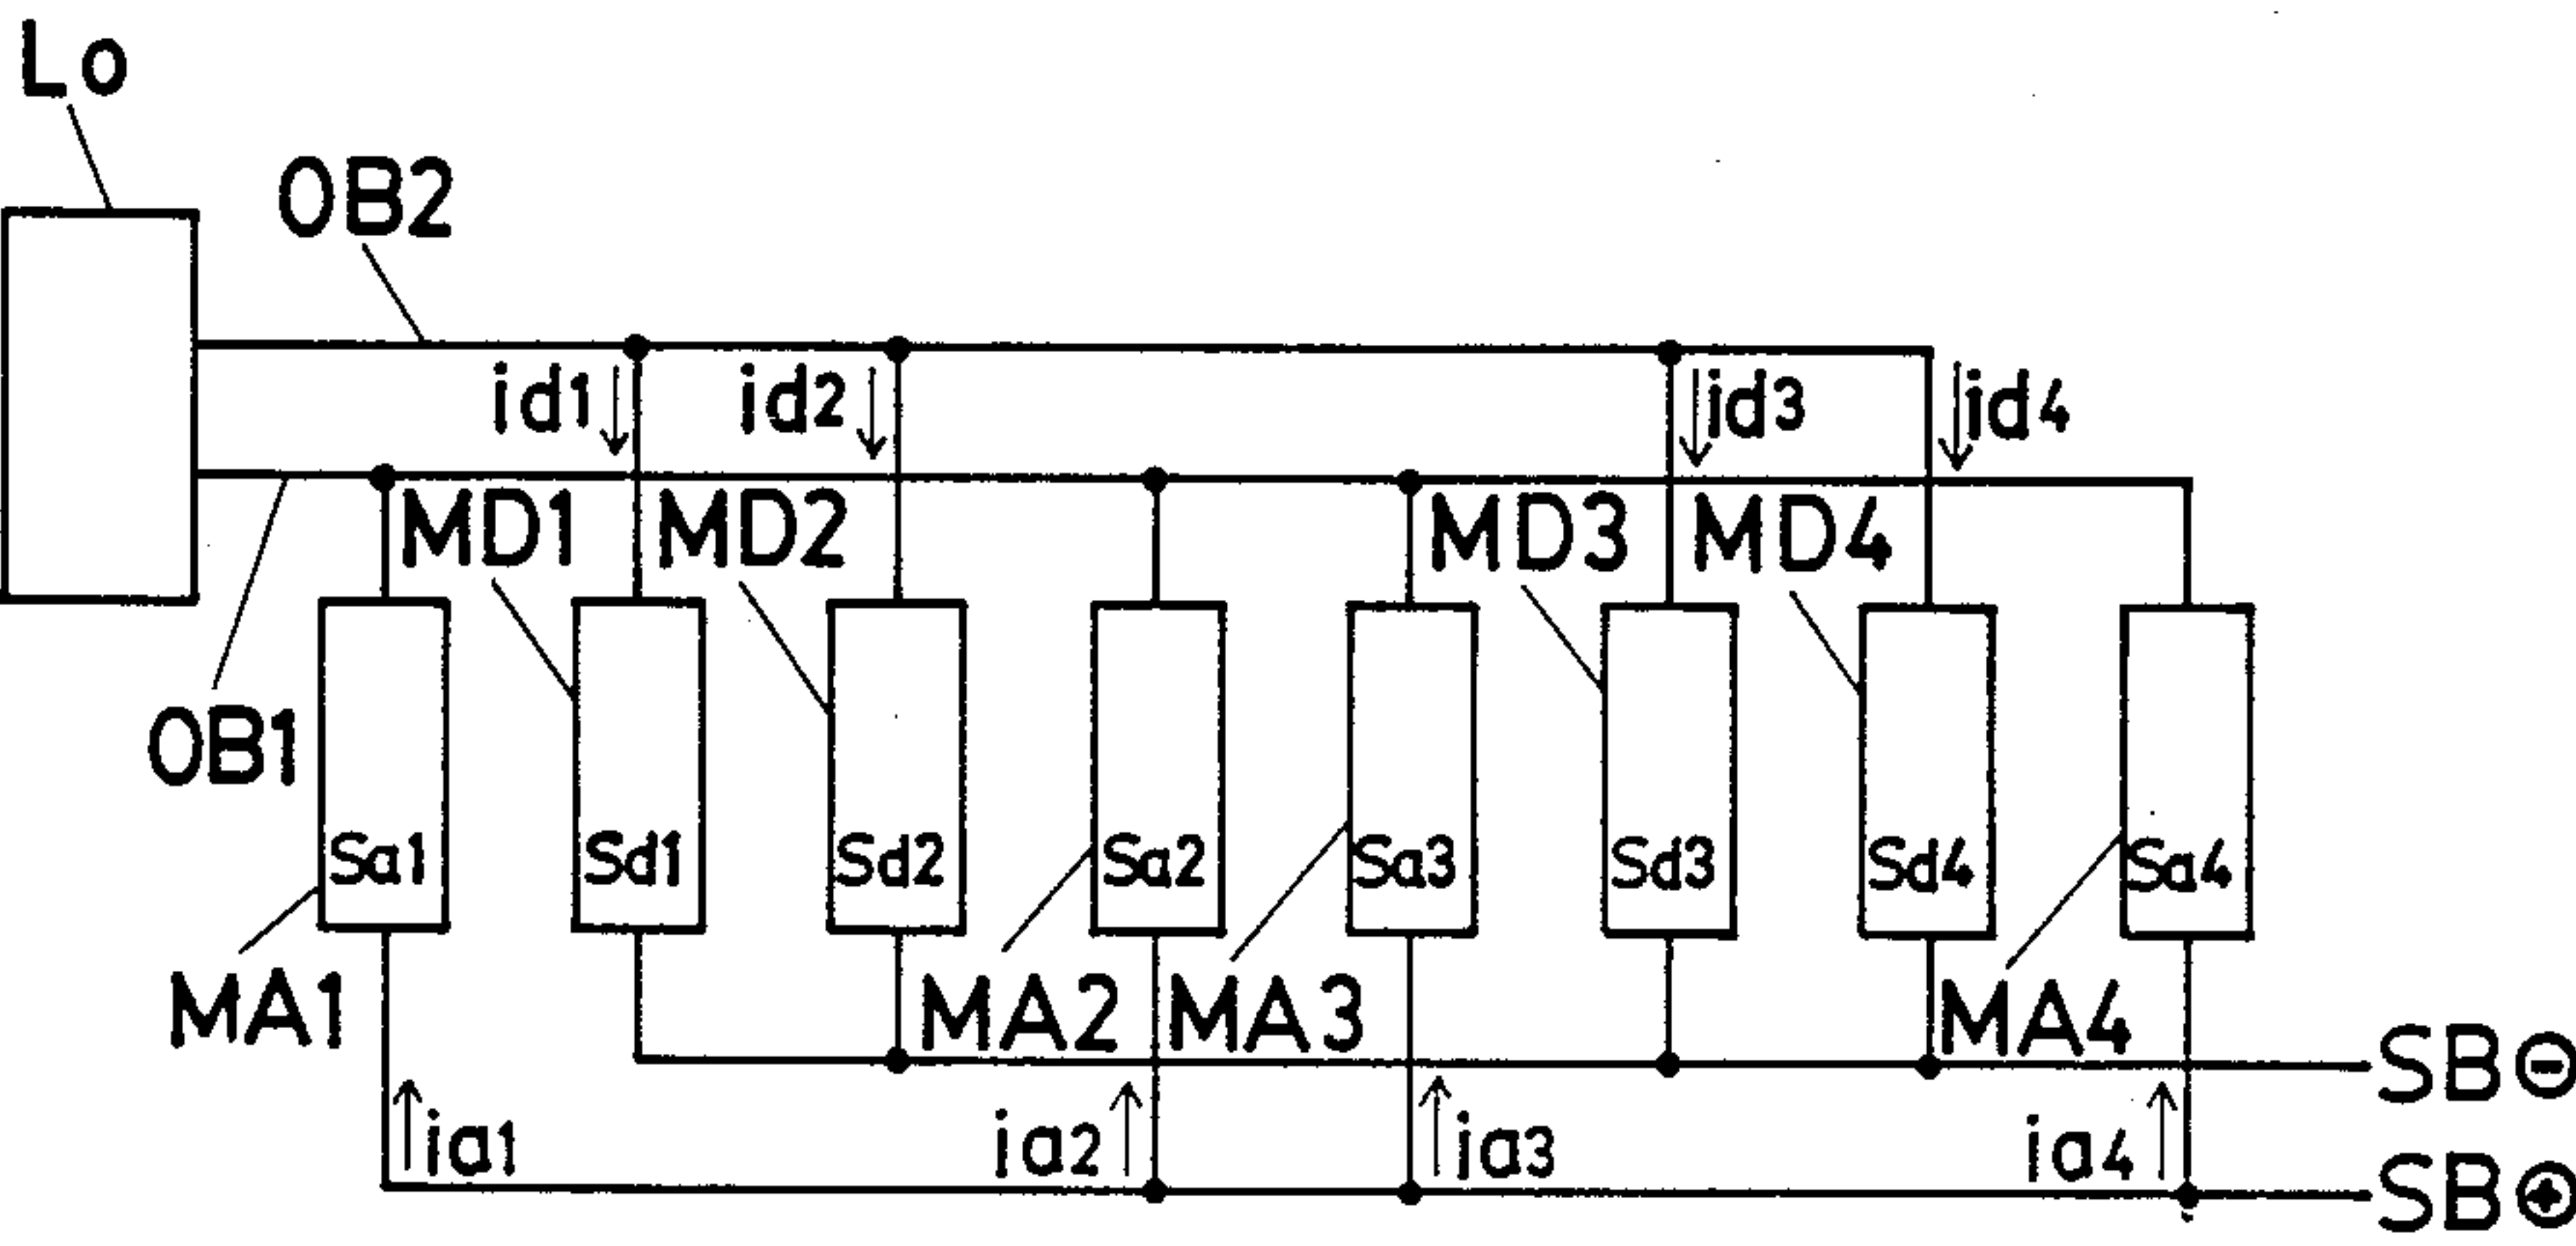 Lo
OB2
id1 id2 id3 id4
MD1 MD2 MD3 MD4
OB1
Sa1 Sd1 Sd2 Sa2 Sa3 Sd3 Sd4 Sa4
MA1 MA2 MA3 MA4
SB⊖
ia1 ia2 ia3 ia4
SB⊕